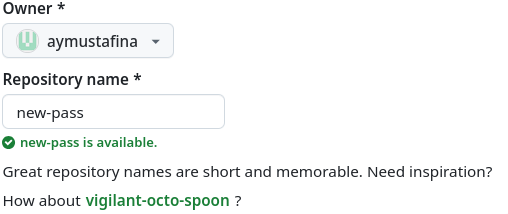 Owner *
aymustafina
Repository name *
new-pass
new-pass is available.
Great repository names are short and memorable. Need inspiration?
How about vigilant-octo-spoon ?